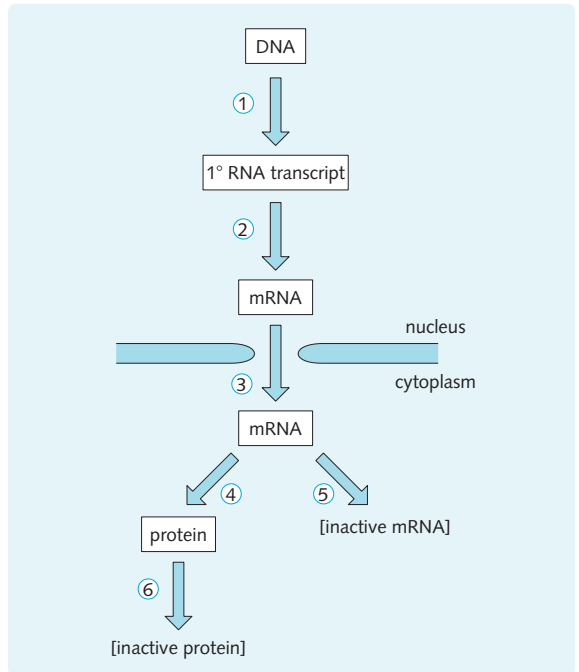 DNA
①
1° RNA transcript
②
mRNA
nucleus
cytoplasm
③
mRNA
④
⑤
protein
[inactive mRNA]
⑥
[inactive protein]